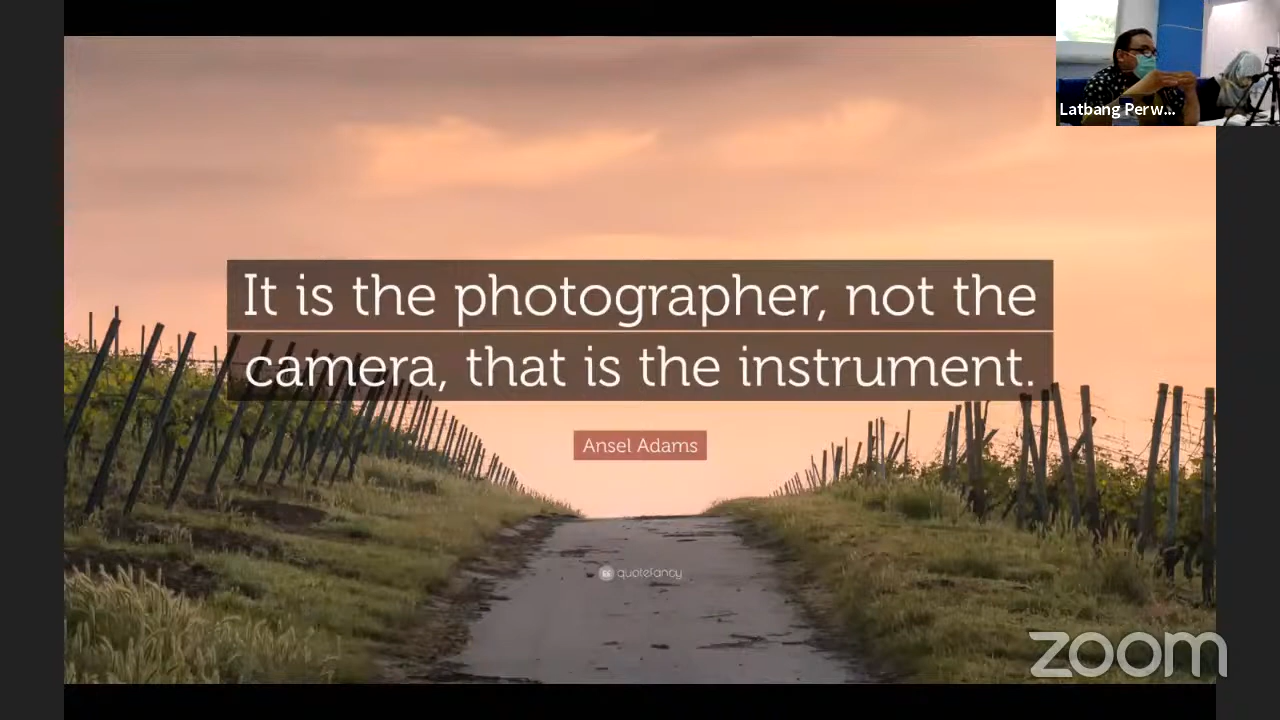 Latbang Perw...
It is the photographer, not the
camera, that is the instrument.
Ansel Adams
quotefancy
zoom